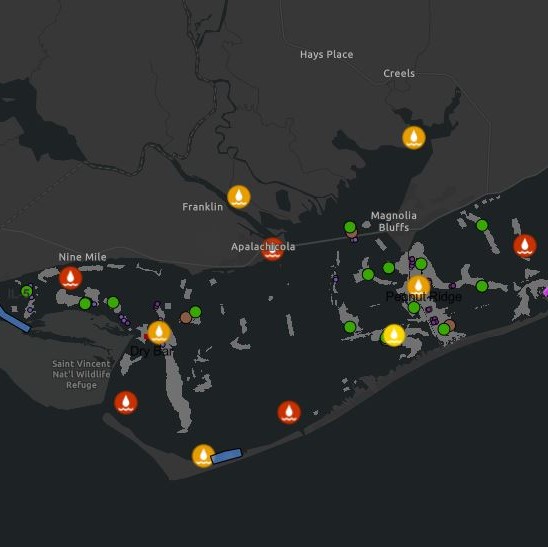 Hays Place
Creels
Franklin
Magnolia
Bluffs
Apalachicola
Nine Mile
Peanut Ridge
Dry Bar
Saint Vincent
Nat'l Wildlife
Refuge